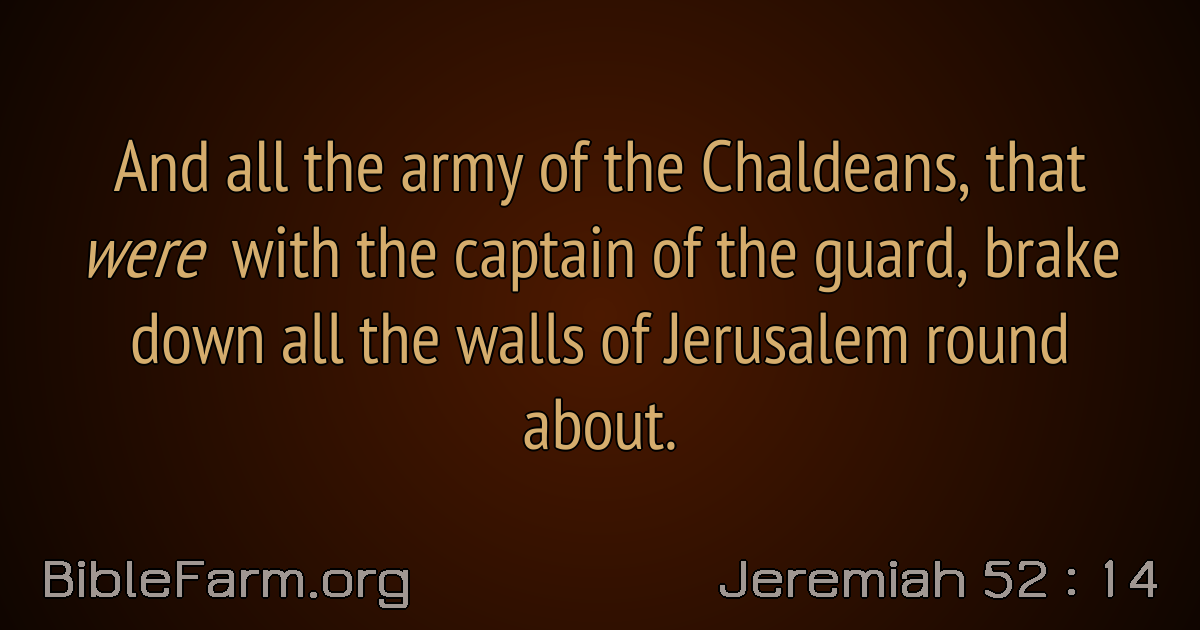 And all the army of the Chaldeans, that
were with the captain of the guard, brake
down all the walls of Jerusalem round
about.
BibleFarm.org
Jeremiah 52 : 14